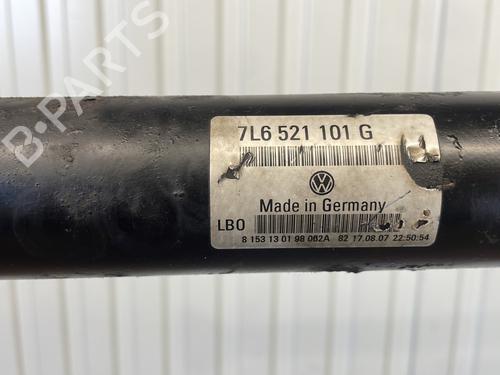 B-PARTS
7L6 521 101 G
Made in Germany
LB0
8 153 13 01 98 062A 82 17.08.07 22:50:54